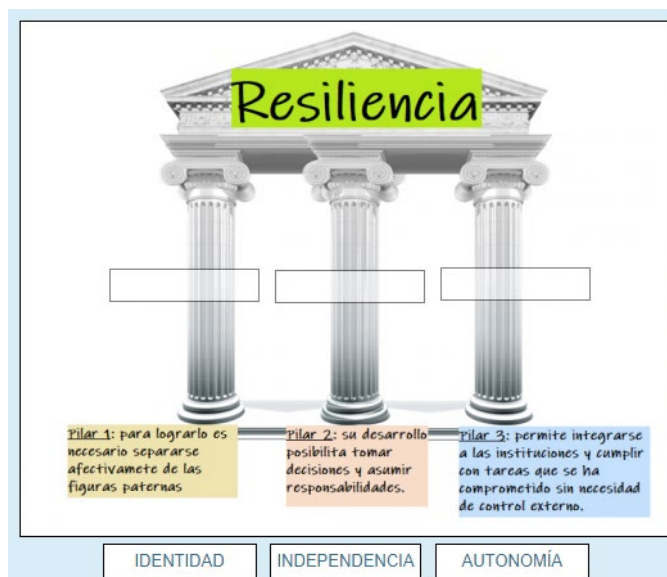 Resiliencia
Pilar 1: para lograrlo es
necesario separarse
afectivamete de las
figuras paternas
Pilar 2: su desarrollo
posibilita tomar
decisiones y asumir
responsabilidades.
Pilar 3: permite integrarse
a las instituciones y cumplir
con tareas que se ha
comprometido sin necesidad
de control externo.
IDENTIDAD
INDEPENDENCIA
AUTONOMÍA